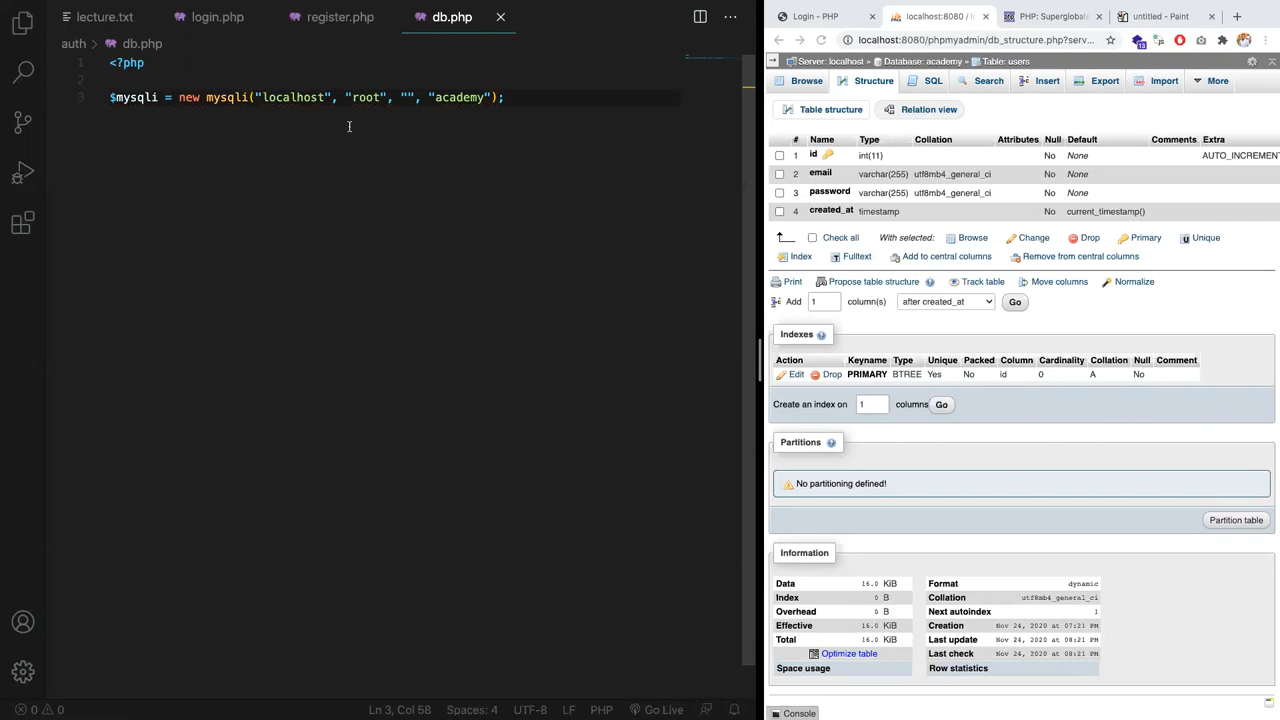 lecture.txt login.php register.php db.php
auth > db.php
1 <?php
2
3 $mysqli = new mysqli("localhost", "root", "", "academy");
0 0 Ln 3, Col 58 Spaces: 4 UTF-8 LF PHP Go Live
Login - PHP localhost:8080 / l PHP: Superglobals untitled - Paint
localhost:8080/phpmyadmin/db_structure.php?serv... 13
Server: localhost » Database: academy » Table: users
Browse Structure SQL Search Insert Export Import More
Table structure Relation view
# Name Type Collation Attributes Null Default Comments Extra
1 id int(11) No None AUTO_INCREMENT
2 email varchar(255) utf8mb4_general_ci No None
3 password varchar(255) utf8mb4_general_ci No None
4 created_at timestamp No current_timestamp()
Check all With selected: Browse Change Drop Primary Unique
Index Fulltext Add to central columns Remove from central columns
Print Propose table structure Track table Move columns Normalize
Add 1 column(s) after created_at Go
Indexes
Action Keyname Type Unique Packed Column Cardinality Collation Null Comment
Edit Drop PRIMARY BTREE Yes No id 0 A No
Create an index on 1 columns Go
Partitions
No partitioning defined!
Partition table
Information
Data 16.0 KiB Format dynamic
Index 0 B Collation utf8mb4_general_ci
Overhead 0 B Next autoindex 1
Effective 16.0 KiB Creation Nov 24, 2020 at 07:21 PM
Total 16.0 KiB Last update Nov 24, 2020 at 08:21 PM
Optimize table Last check Nov 24, 2020 at 08:21 PM
Space usage Row statistics
Console